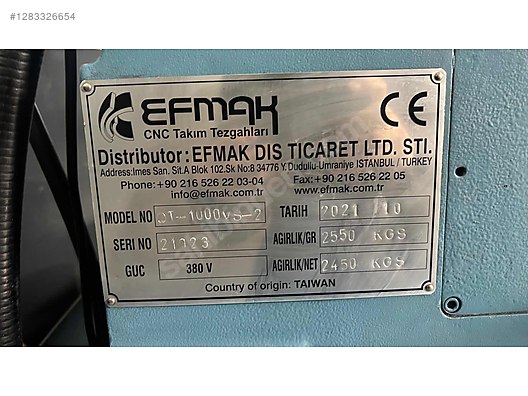 #1283326654
EFMAK
CNC Takım Tezgahları
CE
Distributor : EFMAK DIS TICARET LTD. STI.
Address:Imes San. Sit.A Blok 102.Sk No:8 34776 Y. Dudullu-Umraniye ISTANBUL / TURKEY
Phone:+90 216 526 22 03-04 Fax:+90 216 526 22 05
info@efmak.com www.efmak.com
MODEL NO TARIH 2021 /10
SERI NO AGIRLIK/GR 2550 KGS
GUC 380 V AGIRLIK/NET 2450 KGS
Country of origin: TAIWAN